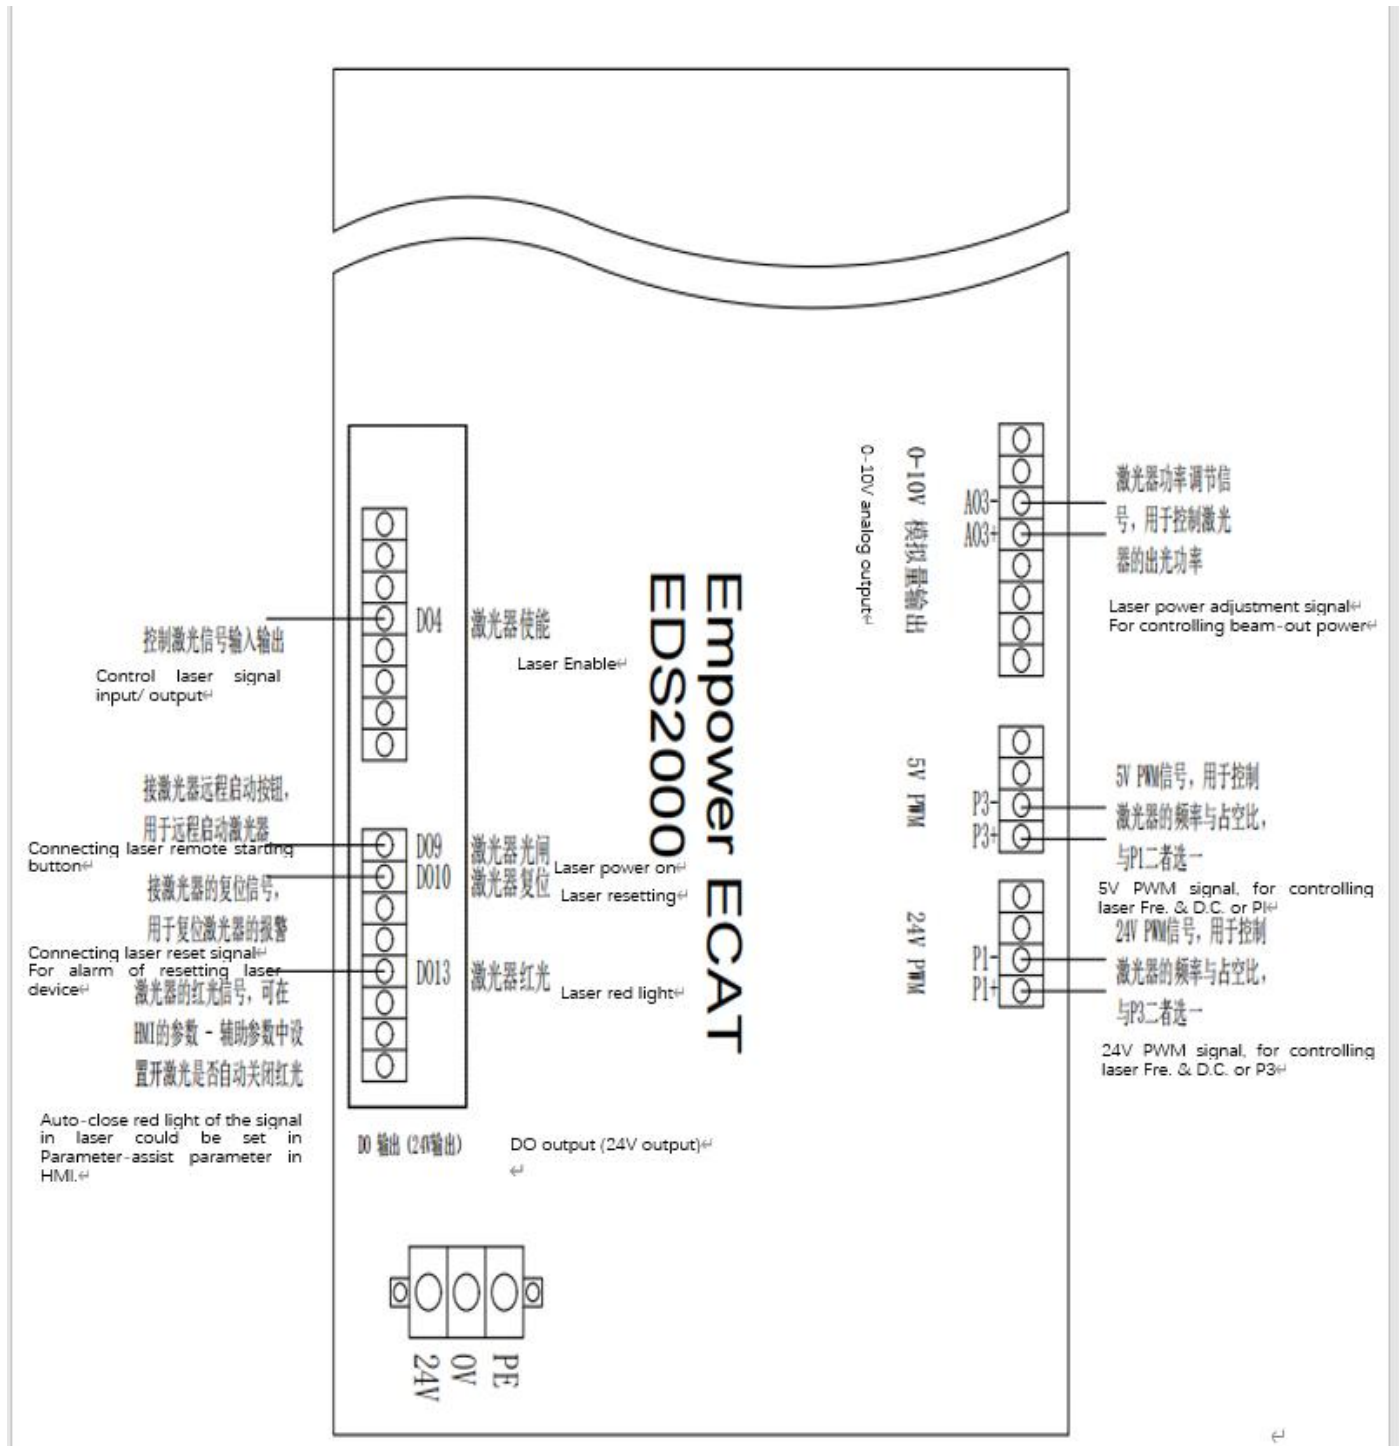 0-10V 模拟量输出
0-10V analog output
AO3-
AO3+
激光器功率调节信
号，用于控制激光
器的出光功率
Laser power adjustment signal
For controlling beam-out power
控制激光信号输入输出
Control laser signal
input/ output
DO4
激光器使能
Laser Enable
Empower ECAT
EDS2000
接激光器远程启动按钮，
用于远程启动激光器
Connecting laser remote starting
button
DO9
激光器光闸
Laser power on
DO10
激光器复位
Laser resetting
接激光器的复位信号，
用于复位激光器的报警
Connecting laser reset signal
For alarm of resetting laser
device
DO13
激光器红光
Laser red light
激光器的红光信号，可在
HMI的参数 - 辅助参数中设
置开激光是否自动关闭红光
Auto-close red light of the signal
in laser could be set in
Parameter-assist parameter in
HMI.
5V PWM
P3-
P3+
5V PWM信号，用于控制
激光器的频率与占空比，
与P1二者选一
5V PWM signal, for controlling
laser Fre. & D.C. or PI
24V PWM
P1-
P1+
24V PWM信号，用于控制
激光器的频率与占空比，
与P3二者选一
24V PWM signal, for controlling
laser Fre. & D.C. or P3
DO 输出 (24V输出)
DO output (24V output)
24V
0V
PE